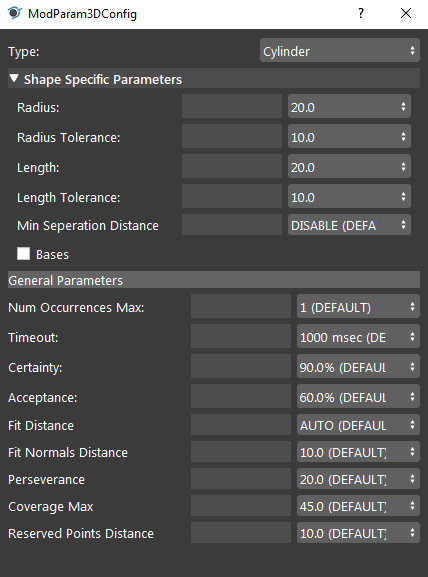 ModParam3DConfig
Type: Cylinder
Shape Specific Parameters
Radius: 20.0
Radius Tolerance: 10.0
Length: 20.0
Length Tolerance: 10.0
Min Seperation Distance DISABLE (DEFA
Bases
General Parameters
Num Occurrences Max: 1 (DEFAULT)
Timeout: 1000 msec (DE
Certainty: 90.0% (DEFAUL
Acceptance: 60.0% (DEFAUL
Fit Distance AUTO (DEFAUL
Fit Normals Distance 10.0 (DEFAULT)
Perseverance 20.0 (DEFAULT)
Coverage Max 45.0 (DEFAULT)
Reserved Points Distance 10.0 (DEFAULT)